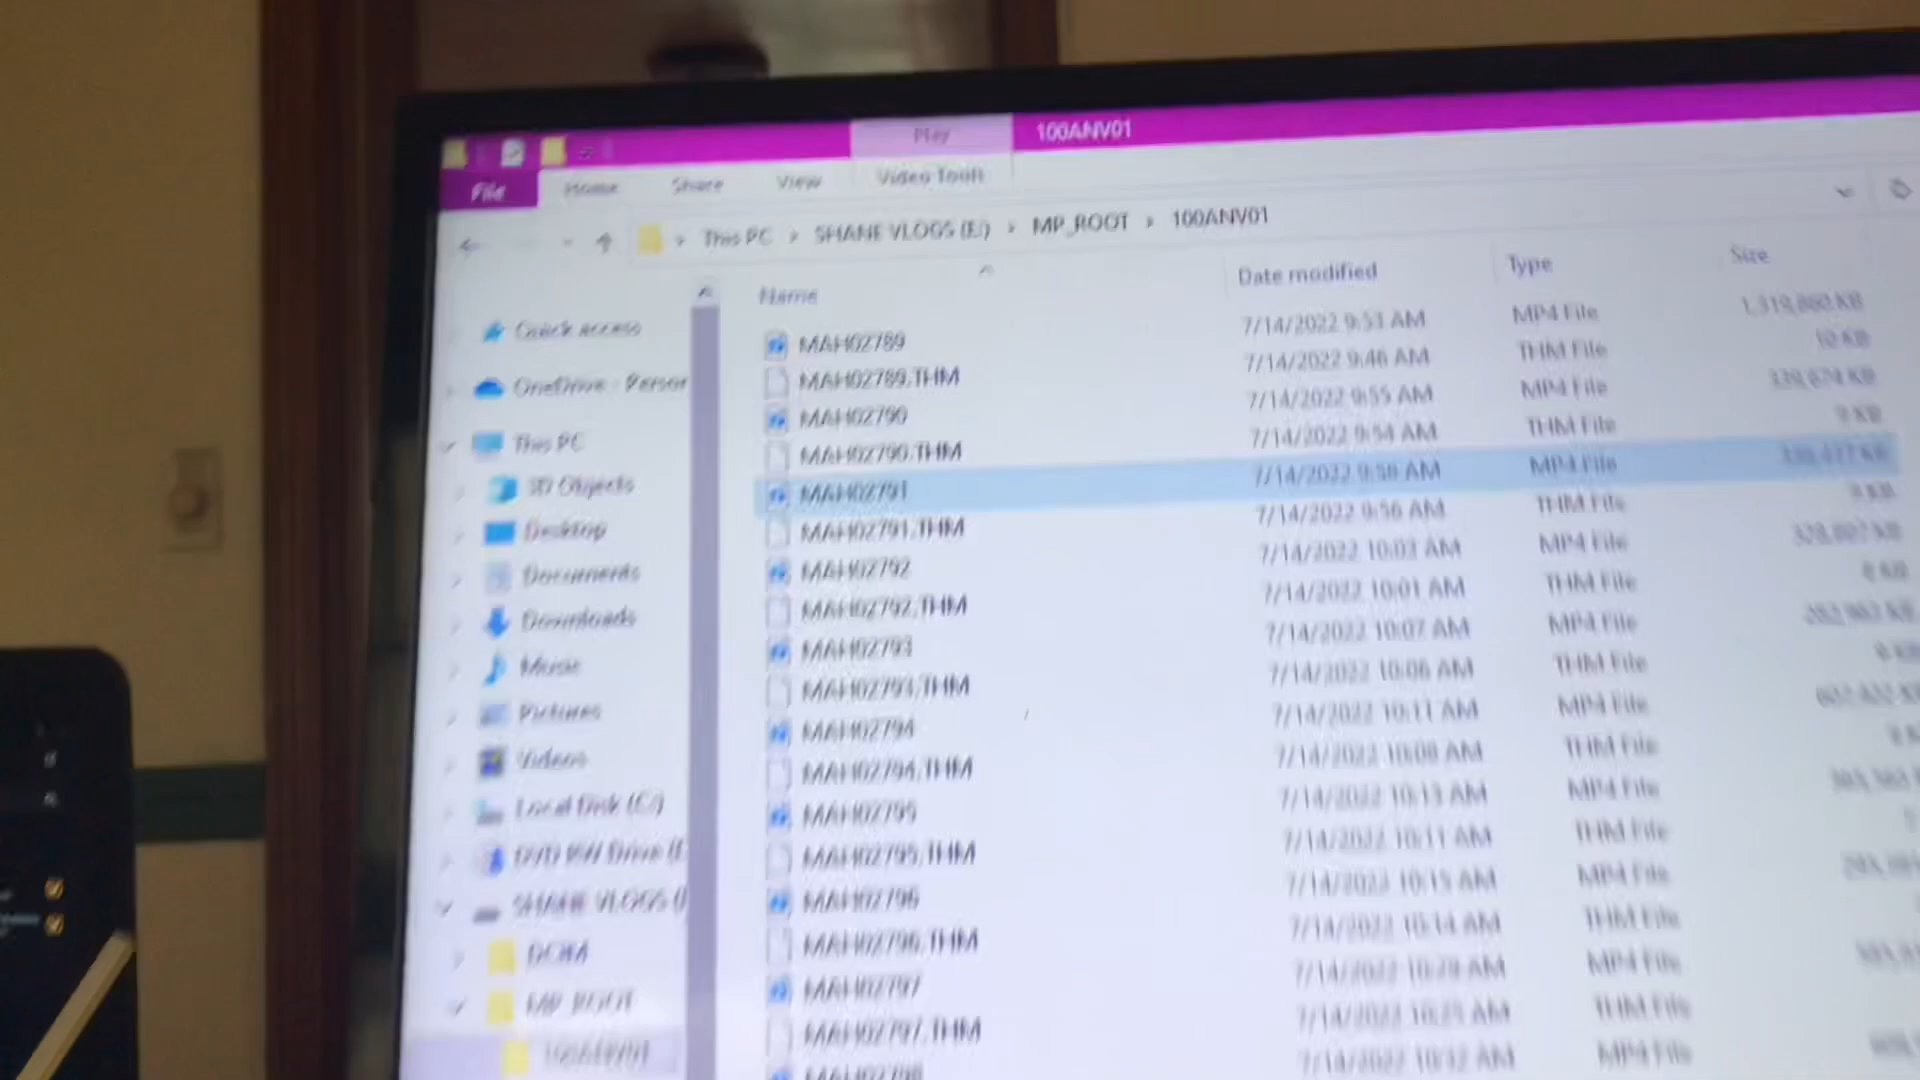 Play 100ANV01
File Home Share View Video Tools
This PC > SHANE VLOGS (E:) > MP_ROOT > 100ANV01
Name Date modified Type Size
Quick access
OneDrive - Person
This PC
3D Objects
Desktop
Documents
Downloads
Music
Pictures
Videos
Local Disk (C:)
DVD RW Drive (
SHANE VLOGS (
DCIM
MP_ROOT
100ANV01
MAH02789 7/14/2022 9:53 AM MP4 File 1,319,860 KB
MAH02789.THM 7/14/2022 9:46 AM THM File 10 KB
MAH02790 7/14/2022 9:55 AM MP4 File
MAH02790.THM 7/14/2022 9:54 AM THM File 9 KB
MAH02791 7/14/2022 9:58 AM MP4 File
MAH02791.THM 7/14/2022 9:56 AM THM File 9 KB
MAH02792 7/14/2022 10:03 AM MP4 File
MAH02792.THM 7/14/2022 10:01 AM THM File 8 KB
MAH02793 7/14/2022 10:07 AM MP4 File
MAH02793.THM 7/14/2022 10:06 AM THM File
MAH02794 7/14/2022 10:11 AM MP4 File
MAH02794.THM 7/14/2022 10:08 AM THM File
MAH02795 7/14/2022 10:13 AM MP4 File
MAH02795.THM 7/14/2022 10:11 AM THM File
MAH02796 7/14/2022 10:15 AM MP4 File
MAH02796.THM 7/14/2022 10:14 AM THM File
MAH02797 7/14/2022 10:29 AM MP4 File
MAH02797.THM 7/14/2022 10:25 AM THM File
MAH02798 7/14/2022 10:32 AM MP4 File